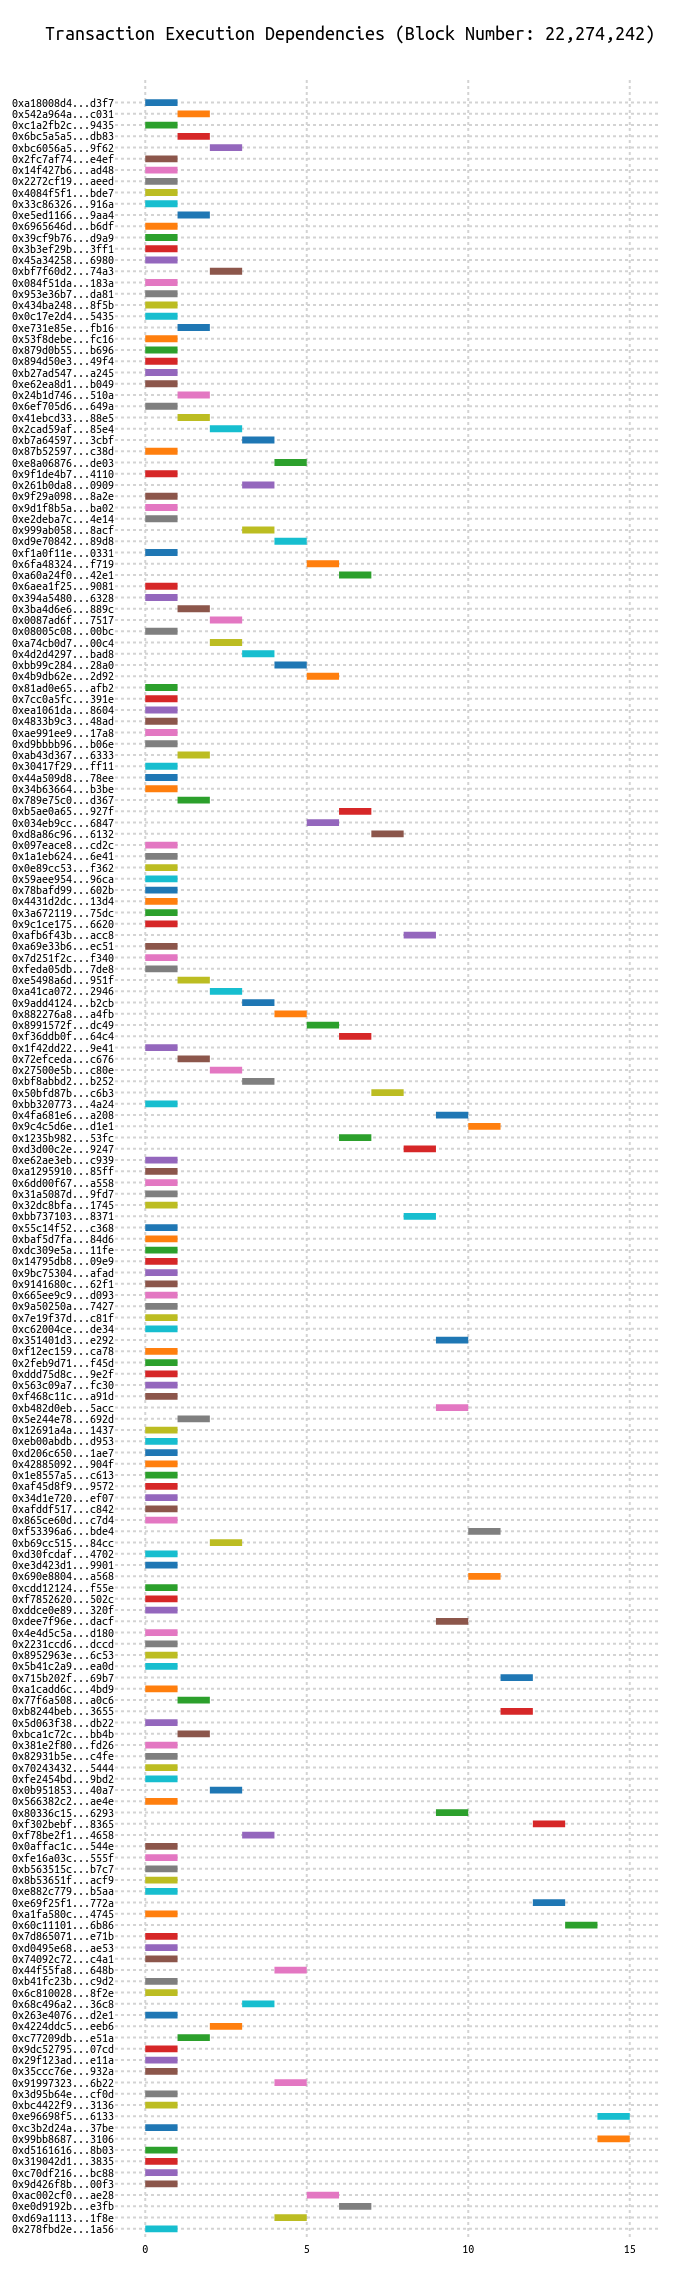 Transaction Execution Dependencies (Block Number: 22,274,242)
0xa18008d4...d3f7
0x542a964a...c031
0xc1a2fb2c...9435
0x6bc5a5a5...db83
0xbc6056a5...9f62
0x2fc7af74...e4ef
0x14f427b6...ad48
0x2272cf19...aeed
0x4084f5f1...bde7
0x33c86326...916a
0xe5ed1166...9aa4
0x6965646d...b6df
0x39cf9b76...d9a9
0x3b3ef29b...3ff1
0x45a34258...6980
0xbf7f60d2...74a3
0x084f51da...183a
0x953e36b7...da81
0x434ba248...8f5b
0x0c17e2d4...5435
0xe731e85e...fb16
0x53f8debe...fc16
0x879d0b55...b696
0x894d50e3...49f4
0xb27ad547...a245
0xe62ea8d1...b049
0x24b1d746...510a
0x6ef705d6...649a
0x41ebcd33...88e5
0x2cad59af...85e4
0xb7a64597...3cbf
0x87b52597...c38d
0xe8a06876...de03
0x9f1de4b7...4110
0x261b0da8...0909
0x9f29a098...8a2e
0x9d1f8b5a...ba02
0xe2deba7c...4e14
0x999ab058...8acf
0xd9e70842...89d8
0xf1a0f11e...0331
0x6fa48324...f719
0xa60a24f0...42e1
0x6aea1f25...9081
0x394a5480...6328
0x3ba4d6e6...889c
0x0087ad6f...7517
0x08005c08...00bc
0xa74cb0d7...00c4
0x4d2d4297...bad8
0xbb99c284...28a0
0x4b9db62e...2d92
0x81ad0e65...afb2
0x7cc0a5fc...391e
0xea1061da...8604
0x4833b9c3...48ad
0xae991ee9...17a8
0xd9bbbb96...b06e
0xab43d367...6333
0x30417f29...ff11
0x44a509d8...78ee
0x34b63664...b3be
0x789e75c0...d367
0xb5ae0a65...927f
0x034eb9cc...6847
0xd8a86c96...6132
0x097eace8...cd2c
0x1a1eb624...6e41
0x0e89cc53...f362
0x59aee954...96ca
0x78bafd99...602b
0x4431d2dc...13d4
0x3a672119...75dc
0x9c1ce175...6620
0xafb6f43b...acc8
0xa69e33b6...ec51
0x7d251f2c...f340
0xfeda05db...7de8
0xe5498a6d...951f
0xa41ca072...2946
0x9add4124...b2cb
0x882276a8...a4fb
0x8991572f...dc49
0xf36ddb0f...64c4
0x1f42dd22...9e41
0x72efceda...c676
0x27500e5b...c80e
0xbf8abbd2...b252
0x50bfd87b...c6b3
0xbb320773...4a24
0x4fa681e6...a208
0x9c4c5d6e...d1e1
0x1235b982...53fc
0xd3d00c2e...9247
0xe62ae3eb...c939
0xa1295910...85ff
0x6dd00f67...a558
0x31a5087d...9fd7
0x32dc8bfa...1745
0xbb737103...8371
0x55c14f52...c368
0xbaf5d7fa...84d6
0xdc309e5a...11fe
0x14795db8...09e9
0x9bc75304...afad
0x9141680c...62f1
0x665ee9c9...d093
0x9a50250a...7427
0x7e19f37d...c81f
0xc62004ce...de34
0x351401d3...e292
0xf12ec159...ca78
0x2feb9d71...f45d
0xddd75d8c...9e2f
0x563c09a7...fc30
0xf468c11c...a91d
0xb482d0eb...5acc
0x5e244e78...692d
0x12691a4a...1437
0xeb00abdb...d953
0xd206c650...1ae7
0x42885092...904f
0x1e8557a5...c613
0xaf45d8f9...9572
0x34d1e720...ef07
0xafddf517...c842
0x865ce60d...c7d4
0xf53396a6...bde4
0xb69cc515...84cc
0xd30fcdaf...4702
0xe3d423d1...9901
0x690e8804...a568
0xcdd12124...f55e
0xf7852620...502c
0xddce0e89...320f
0xdee7f96e...dacf
0x4e4d5c5a...d180
0x2231ccd6...dccd
0x8952963e...6c53
0x5b41c2a9...ea0d
0x715b202f...69b7
0xa1cadd6c...4bd9
0x77f6a508...a0c6
0xb8244beb...3655
0x5d063f38...db22
0xbca1c72c...bb4b
0x381e2f80...fd26
0x82931b5e...c4fe
0x70243432...5444
0xfe2454bd...9bd2
0x0b951853...40a7
0x566382c2...ae4e
0x80336c15...6293
0xf302bebf...8365
0xf78be2f1...4658
0x0affac1c...544e
0xfe16a03c...555f
0xb563515c...b7c7
0x8b53651f...acf9
0xe882c779...b5aa
0xe69f25f1...772a
0xa1fa580c...4745
0x60c11101...6b86
0x7d865071...e71b
0xd0495e68...ae53
0x74092c72...c4a1
0x44f55fa8...648b
0xb41fc23b...c9d2
0x6c810028...8f2e
0x68c496a2...36c8
0x263e4076...d2e1
0x4224ddc5...eeb6
0xc77209db...e51a
0x9dc52795...07cd
0x29f123ad...e11a
0x35ccc76e...932a
0x91997323...6b22
0x3d95b64e...cf0d
0xbc4422f9...3136
0xe96698f5...6133
0xc3b2d24a...37be
0x99bb8687...3106
0xd5161616...8b03
0x319042d1...3835
0xc70df216...bc88
0x9d426f8b...00f3
0xac002cf0...ae28
0xe0d9192b...e3fb
0xd69a1113...1f8e
0x278fbd2e...1a56
0 5 10 15